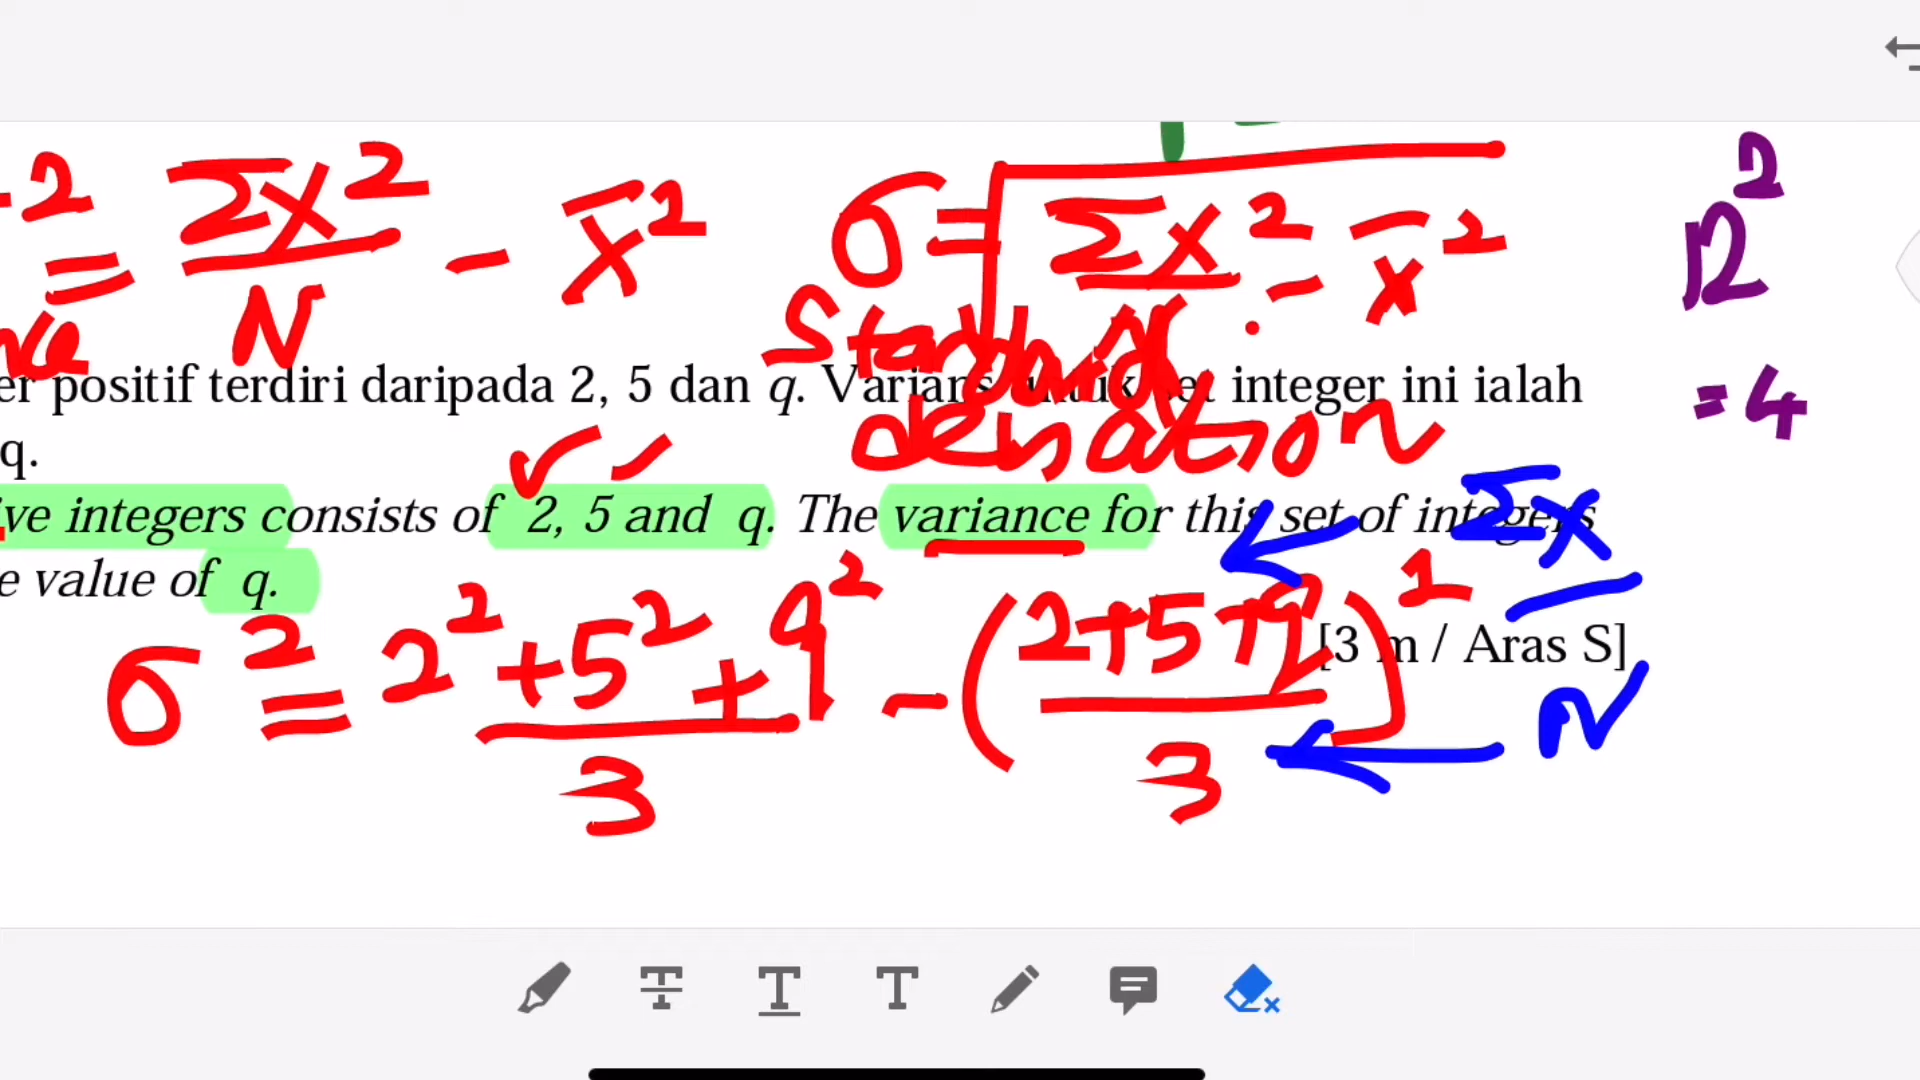 2 = Σx² / N - x̄²
σ = √ Σx² / N - x̄²
Standard deviation
12²
= 4
er positif terdiri daripada 2, 5 dan q. Varians untuk set integer ini ialah
q.
ive integers consists of 2, 5 and q. The variance for this set of integers
e value of q.
Σx / N
[3 m / Aras S]
σ² = 2² + 5² + q² / 3 - (2+5+q / 3)²
T T T